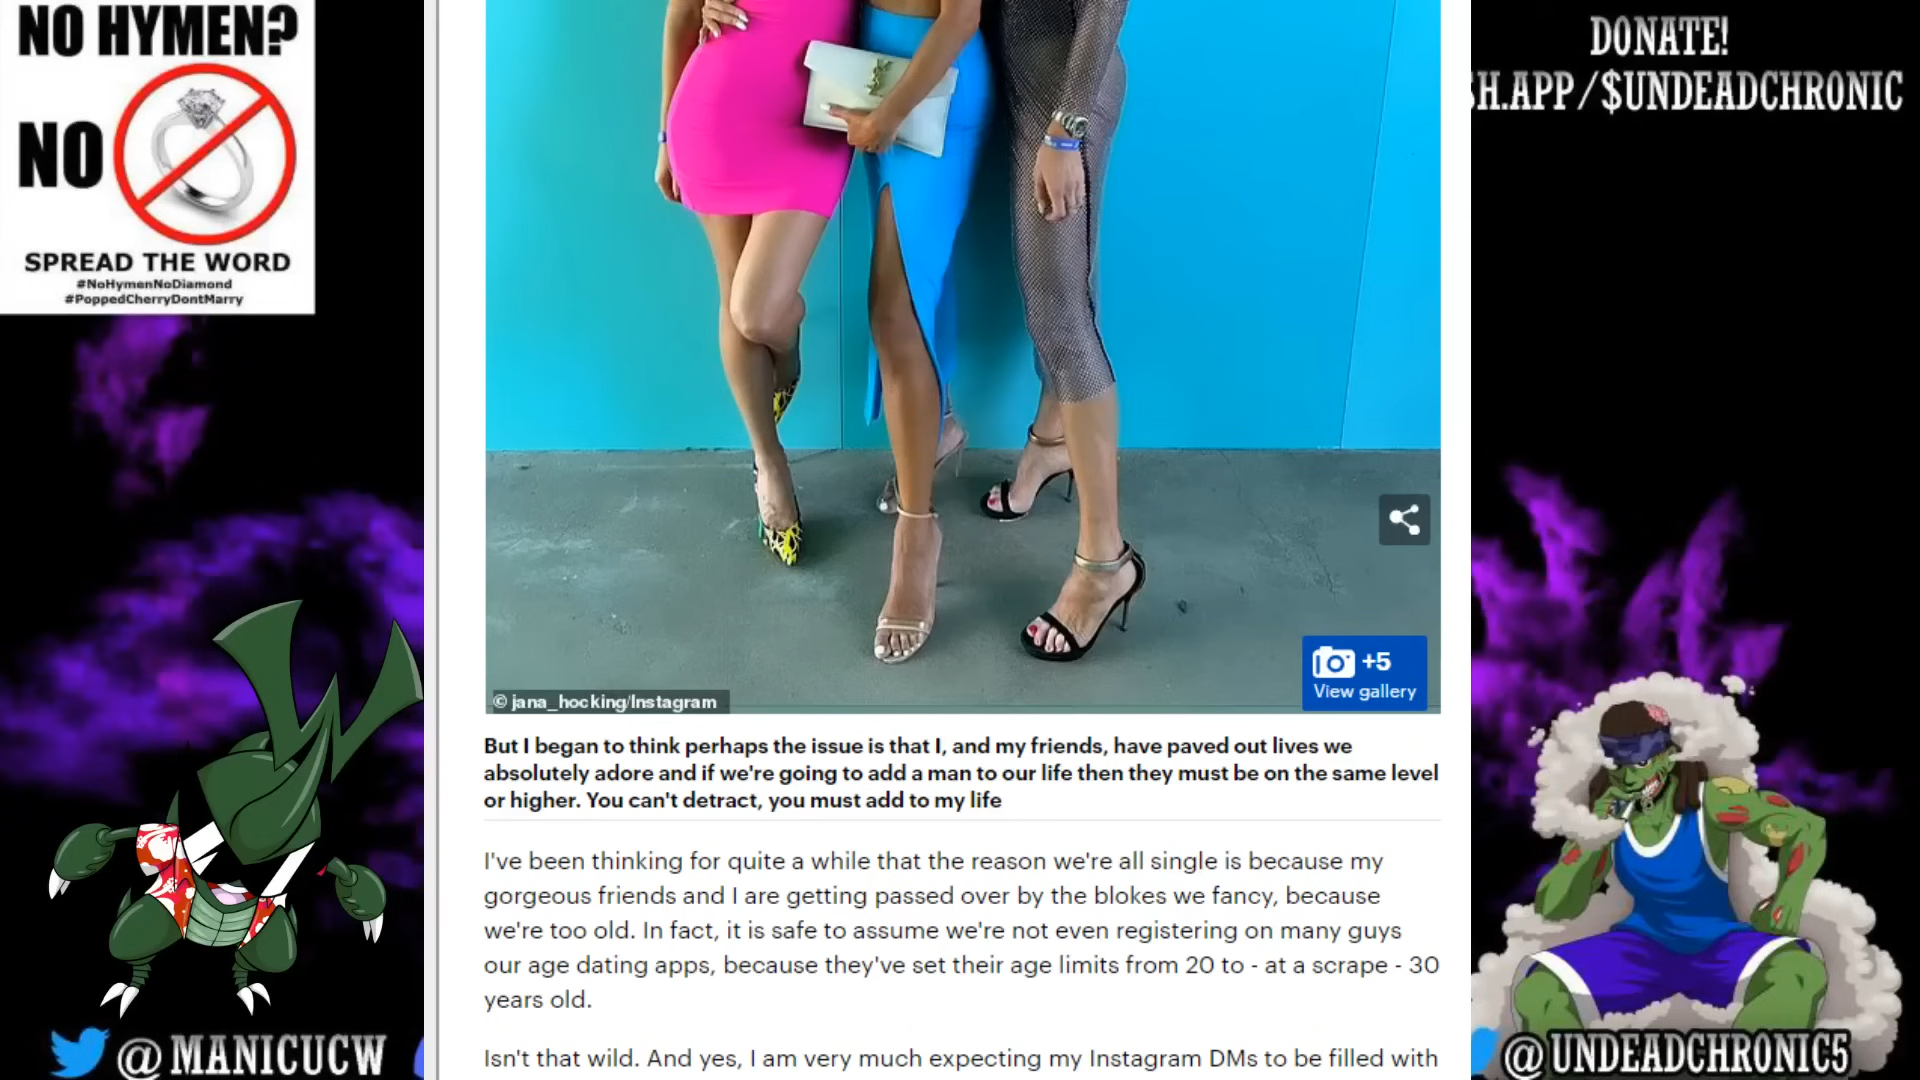 NO HYMEN?
NO
SPREAD THE WORD
#NoHymenNoDiamond
#PoppedCherryDontMarry
@MANICUCW
© jana_hocking/Instagram
+5
View gallery
But I began to think perhaps the issue is that I, and my friends, have paved out lives we
absolutely adore and if we're going to add a man to our life then they must be on the same level
or higher. You can't detract, you must add to my life
I've been thinking for quite a while that the reason we're all single is because my
gorgeous friends and I are getting passed over by the blokes we fancy, because
we're too old. In fact, it is safe to assume we're not even registering on many guys
our age dating apps, because they've set their age limits from 20 to - at a scrape - 30
years old.
Isn't that wild. And yes, I am very much expecting my Instagram DMs to be filled with
DONATE!
SH.APP/$UNDEADCHRONIC
@UNDEADCHRONIC5